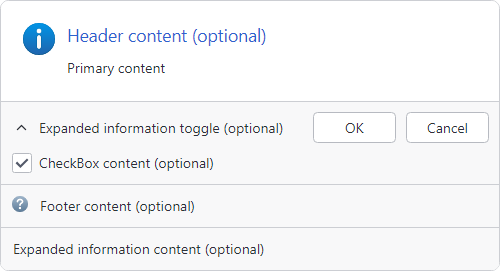 Header content (optional)
Primary content
Expanded information toggle (optional)
OK
Cancel
CheckBox content (optional)
Footer content (optional)
Expanded information content (optional)